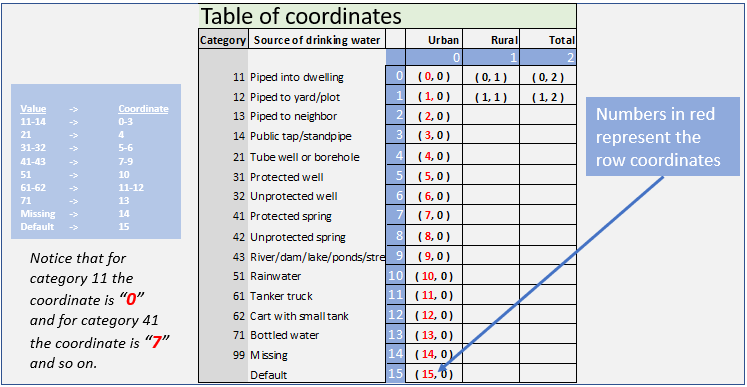 Table of coordinates
Category Source of drinking water Urban Rural Total
0 1 2
11 Piped into dwelling 0 ( 0, 0 ) ( 0, 1 ) ( 0, 2 )
12 Piped to yard/plot 1 ( 1, 0 ) ( 1, 1 ) ( 1, 2 )
13 Piped to neighbor 2 ( 2, 0 )
14 Public tap/standpipe 3 ( 3, 0 )
21 Tube well or borehole 4 ( 4, 0 )
31 Protected well 5 ( 5, 0 )
32 Unprotected well 6 ( 6, 0 )
41 Protected spring 7 ( 7, 0 )
42 Unprotected spring 8 ( 8, 0 )
43 River/dam/lake/ponds/stre 9 ( 9, 0 )
51 Rainwater 10 ( 10, 0 )
61 Tanker truck 11 ( 11, 0 )
62 Cart with small tank 12 ( 12, 0 )
71 Bottled water 13 ( 13, 0 )
99 Missing 14 ( 14, 0 )
Default 15 ( 15, 0 )
Value -> Coordinate
11-14 -> 0-3
21 -> 4
31-32 -> 5-6
41-43 -> 7-9
51 -> 10
61-62 -> 11-12
71 -> 13
Missing -> 14
Default -> 15
Notice that for
category 11 the
coordinate is “0”
and for category 41
the coordinate is “7”
and so on.
Numbers in red
represent the
row coordinates